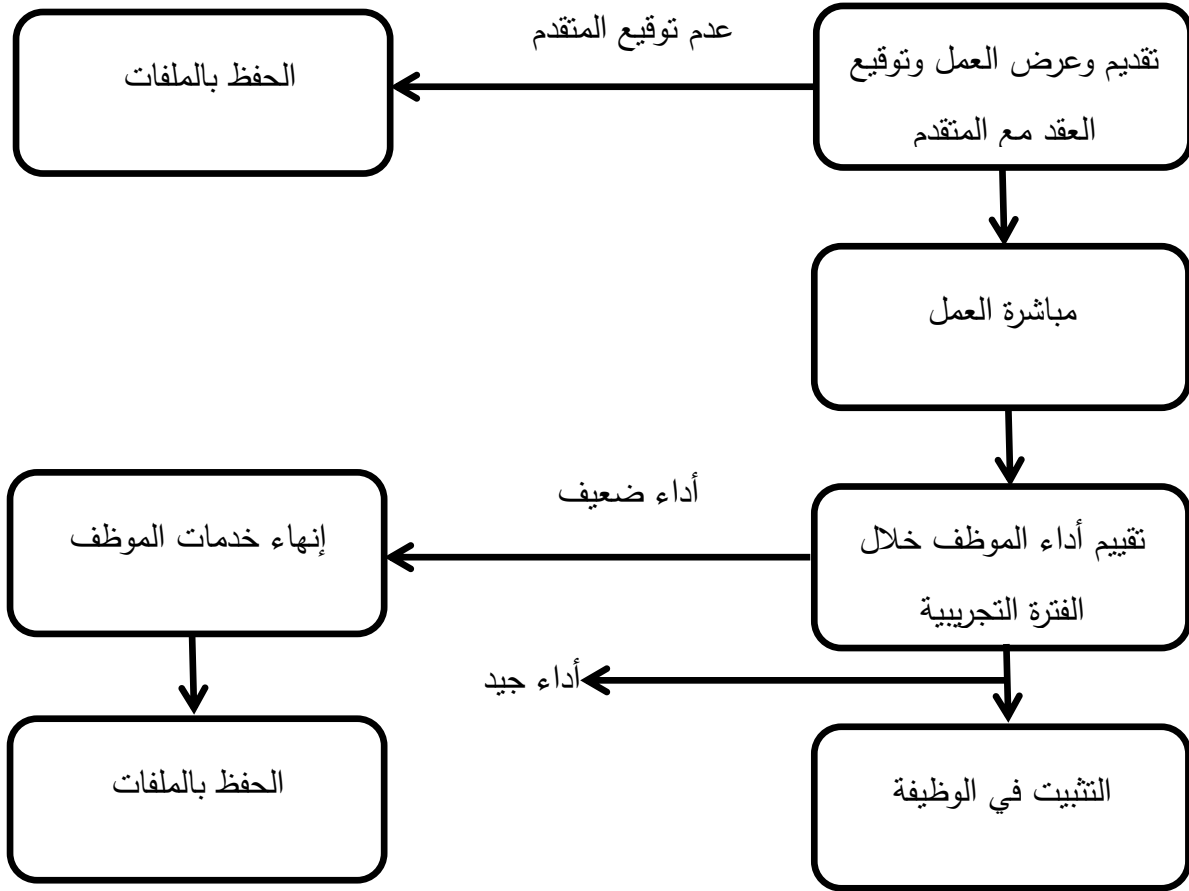 تقديم وعرض العمل وتوقيع
العقد مع المتقدم
عدم توقيع المتقدم
الحفظ بالملفات
مباشرة العمل
تقييم أداء الموظف خلال
الفترة التجريبية
أداء ضعيف
إنهاء خدمات الموظف
أداء جيد
التثبيت في الوظيفة
الحفظ بالملفات